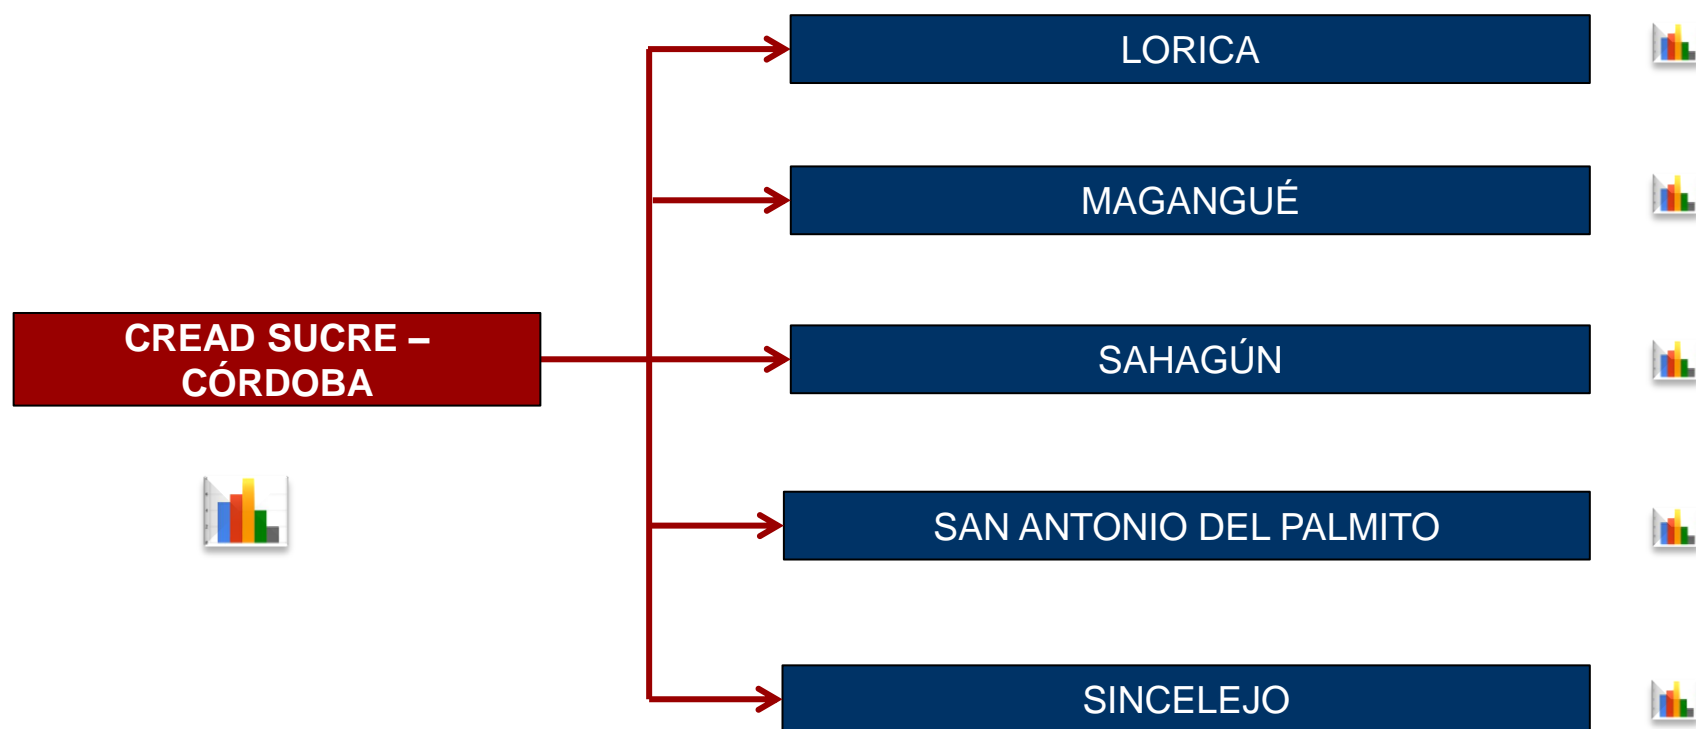 LORICA
MAGANGUÉ
CREAD SUCRE –
CÓRDOBA
SAHAGÚN
SAN ANTONIO DEL PALMITO
SINCELEJO